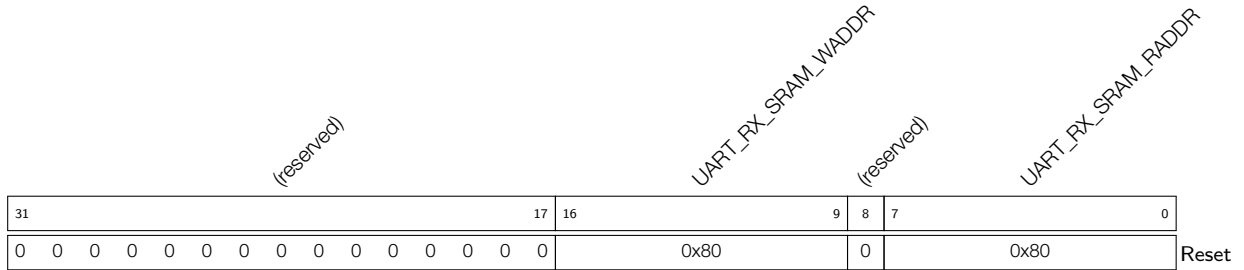 (reserved) UART_RX_SRAM_WADDR (reserved) UART_RX_SRAM_RADDR
31 17 16 9 8 7 0
0 0 0 0 0 0 0 0 0 0 0 0 0 0 0 0x80 0 0x80 Reset